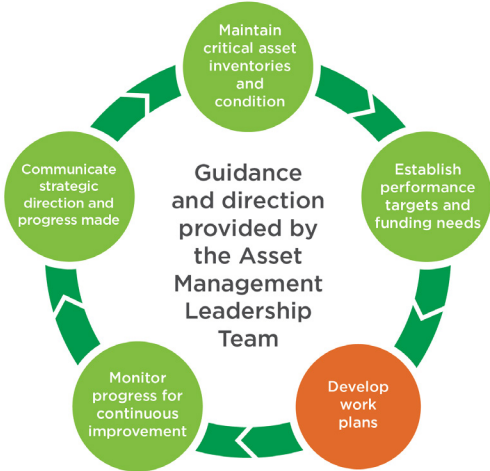 Maintain
critical asset
inventories
and
condition
Establish
performance
targets and
funding needs
Develop
work
plans
Monitor
progress for
continuous
improvement
Communicate
strategic
direction and
progress made
Guidance
and direction
provided by
the Asset
Management
Leadership
Team